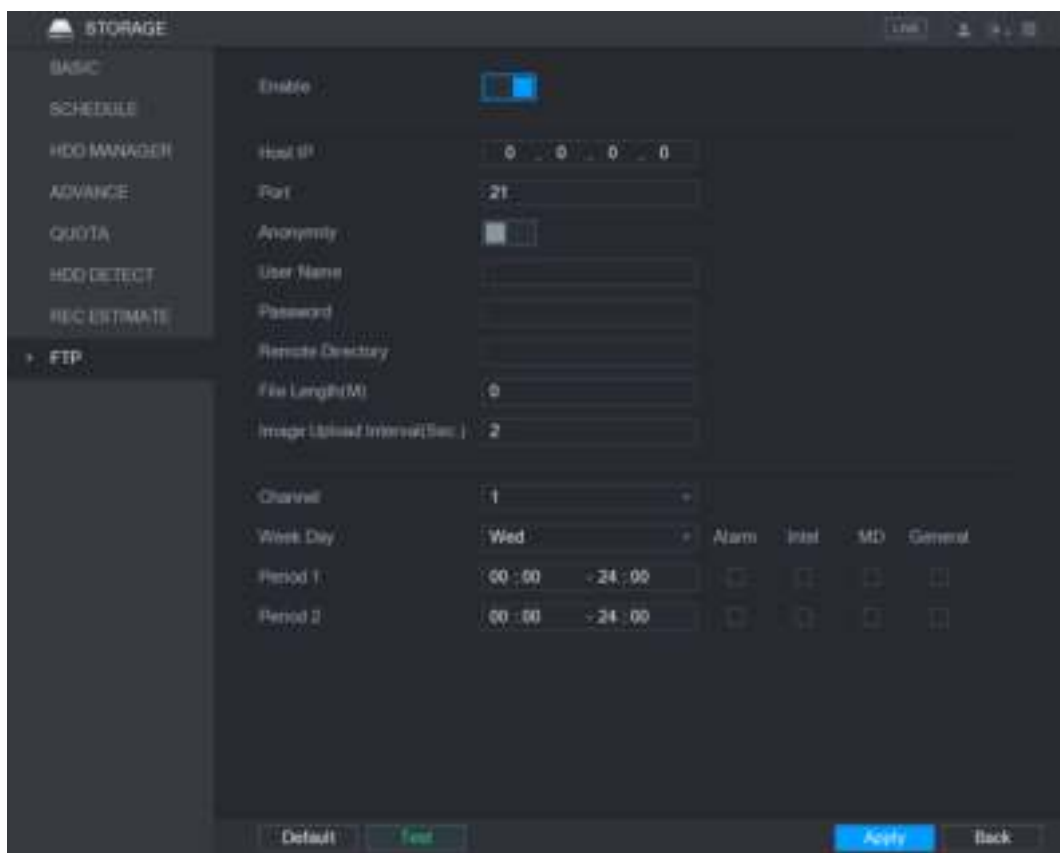 STORAGE
LIVE
BASIC
SCHEDULE
HDD MANAGER
ADVANCE
QUOTA
HDD DETECT
REC ESTIMATE
FTP
Enable
Host IP 0 . 0 . 0 . 0
Port 21
Anonymity
User Name
Password
Remote Directory
File Length(M) 0
Image Upload Interval(Sec.) 2
Channel 1
Week Day Wed Alarm Intel MD General
Period 1 00 : 00 - 24 : 00
Period 2 00 : 00 - 24 : 00
Default Test Apply Back